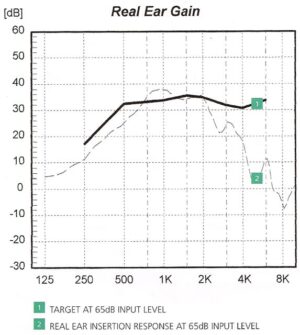 Real Ear Gain
[dB]
60
50
40
30
20
10
0
-10
-20
-30
125 250 500 1K 2K 4K 8K
1
2
1 TARGET AT 65dB INPUT LEVEL
2 REAL EAR INSERTION RESPONSE AT 65dB INPUT LEVEL